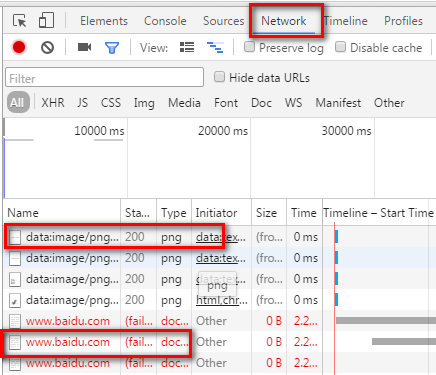 Elements Console Sources Network Timeline Profiles
View: Preserve log Disable cache
Filter Hide data URLs
All XHR JS CSS Img Media Font Doc WS Manifest Other
10000 ms 20000 ms 30000 ms
Name Sta... Type Initiator Size Time Timeline – Start Time
data:image/png... 200 png data:tex... (fro... 0 ms
data:image/png... 200 png data:tex... (fro... 0 ms
data:image/png... 200 png data:tex... (fro... 0 ms
png
data:image/png... 200 png html,chr... (fro... 0 ms
www.baidu.com (fail... doc... Other 0 B 2.2...
www.baidu.com (fail... doc... Other 0 B 2.2...
www.baidu.com (fail... doc... Other 0 B 2.2...